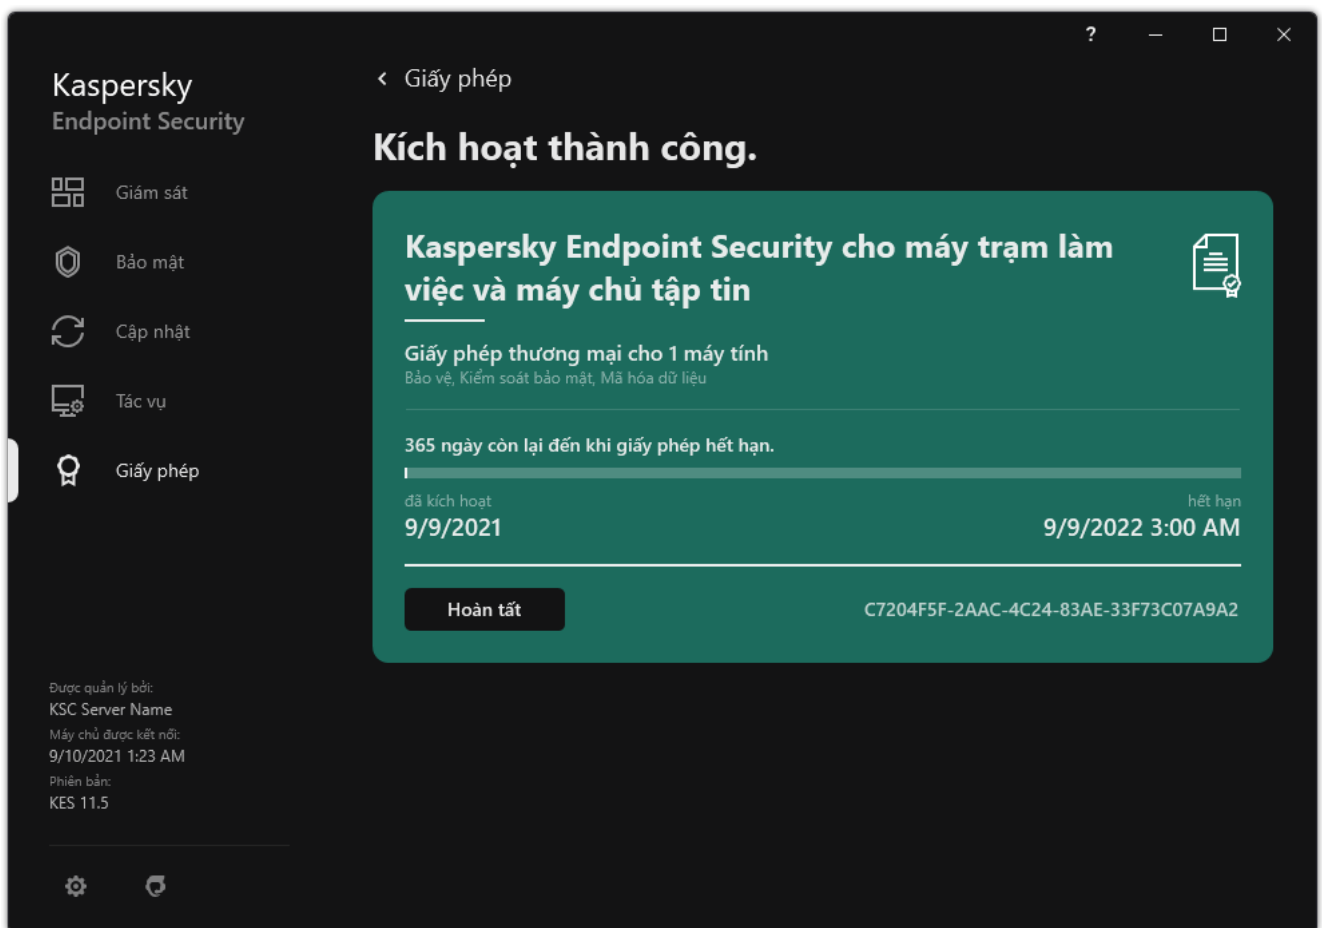 ?
Kaspersky
Endpoint Security
Giám sát
Bảo mật
Cập nhật
Tác vụ
Giấy phép
Được quản lý bởi:
KSC Server Name
Máy chủ được kết nối:
9/10/2021 1:23 AM
Phiên bản:
KES 11.5
Giấy phép
Kích hoạt thành công.
Kaspersky Endpoint Security cho máy trạm làm
việc và máy chủ tập tin
Giấy phép thương mại cho 1 máy tính
Bảo vệ, Kiểm soát bảo mật, Mã hóa dữ liệu
365 ngày còn lại đến khi giấy phép hết hạn.
đã kích hoạt hết hạn
9/9/2021 9/9/2022 3:00 AM
Hoàn tất C7204F5F-2AAC-4C24-83AE-33F73C07A9A2